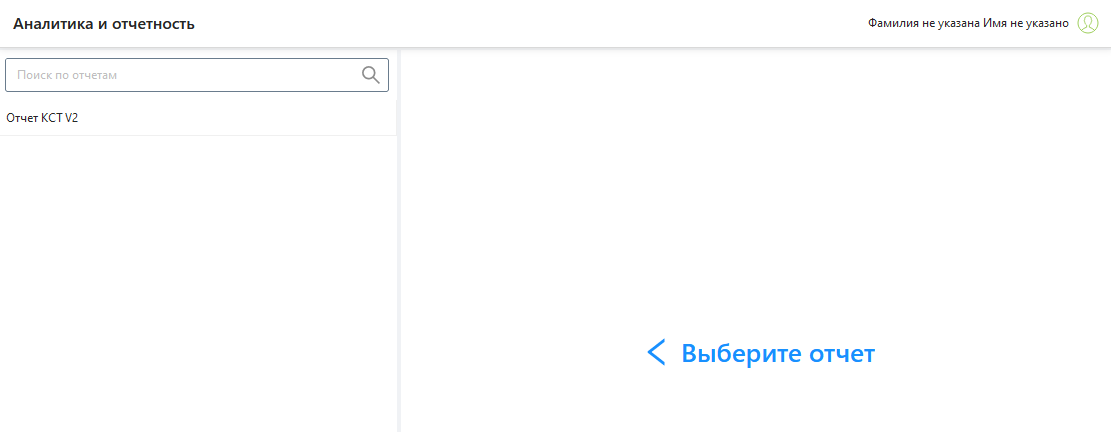 Аналитика и отчетность
Фамилия не указана Имя не указано
Поиск по отчетам
Отчет КСТ V2
Выберите отчет